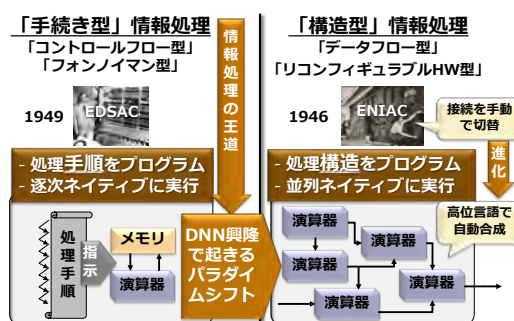 「手続き型」情報処理
「コントロールフロー型」
「フォンノイマン型」
1949
EDSAC
- 処理手順をプログラム
- 逐次ネイティブに実行
処理手順
指示
メモリ
演算器
情報処理の王道
DNN興隆
で起きる
パラダイ
ムシフト
「構造型」情報処理
「データフロー型」
「リコンフィギュラブルHW型」
1946
ENIAC
接続を手動
で切替
- 処理構造をプログラム
- 並列ネイティブに実行
進化
高位言語で
自動合成
演算器
演算器
演算器
演算器
演算器